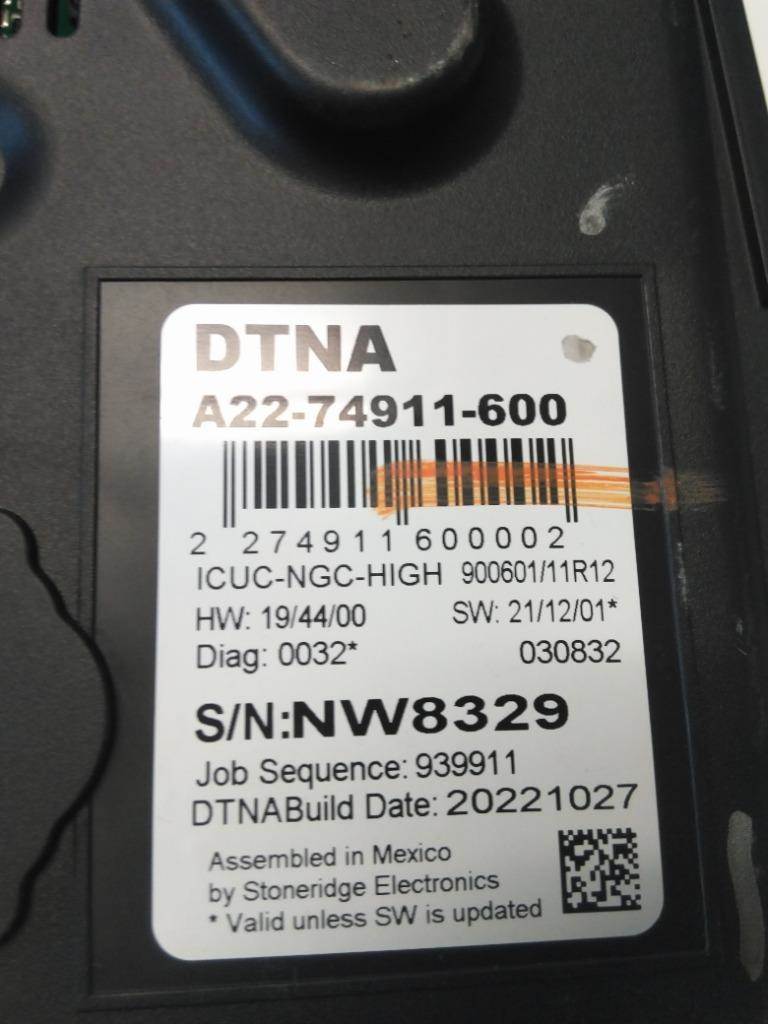 DTNA
A22-74911-600
2 274911 600002
ICUC-NGC-HIGH 900601/11R12
HW: 19/44/00 SW: 21/12/01*
Diag: 0032* 030832
S/N:NW8329
Job Sequence: 939911
DTNABuild Date: 20221027
Assembled in Mexico
by Stoneridge Electronics
* Valid unless SW is updated